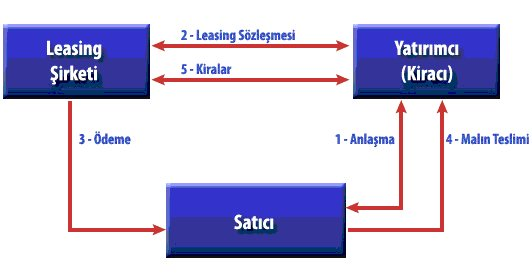 Leasing
Şirketi
2 - Leasing Sözleşmesi
5 - Kiralar
Yatırımcı
(Kiracı)
3 - Ödeme
1 - Anlaşma
4 - Malın Teslimi
Satıcı